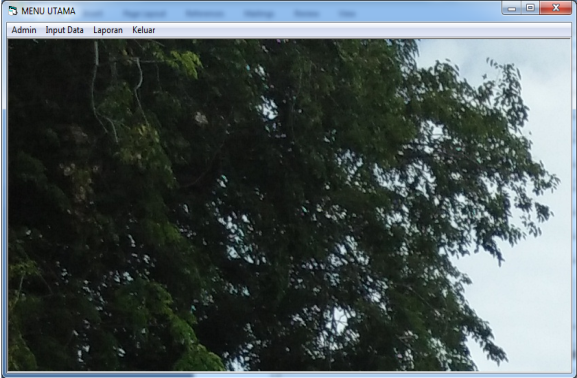 MENU UTAMA
Admin Input Data Laporan Keluar